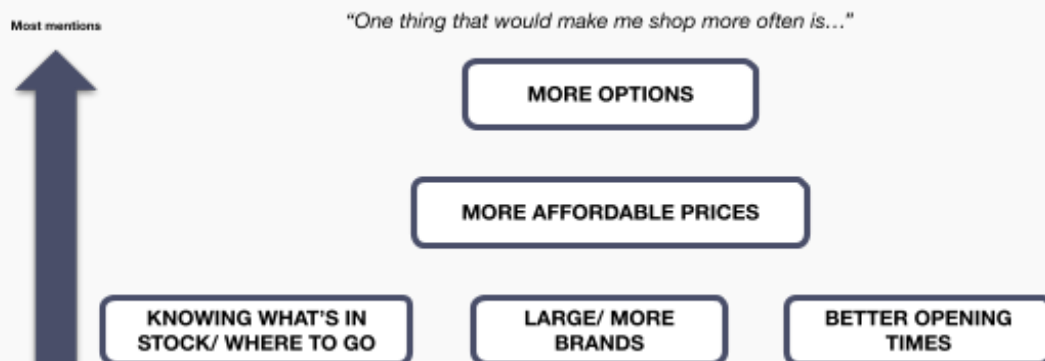 Most mentions
“One thing that would make me shop more often is…”
MORE OPTIONS
MORE AFFORDABLE PRICES
KNOWING WHAT'S IN
STOCK/ WHERE TO GO
LARGE/ MORE
BRANDS
BETTER OPENING
TIMES